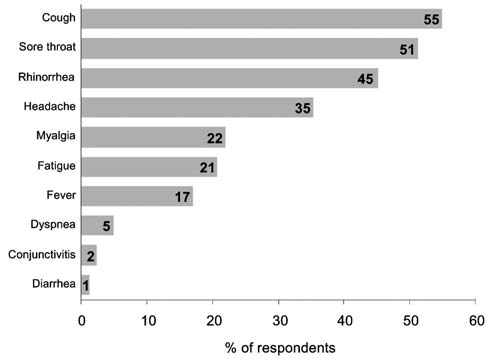 Cough 55
Sore throat 51
Rhinorrhea 45
Headache 35
Myalgia 22
Fatigue 21
Fever 17
Dyspnea 5
Conjunctivitis 2
Diarrhea 1
0 10 20 30 40 50 60
% of respondents